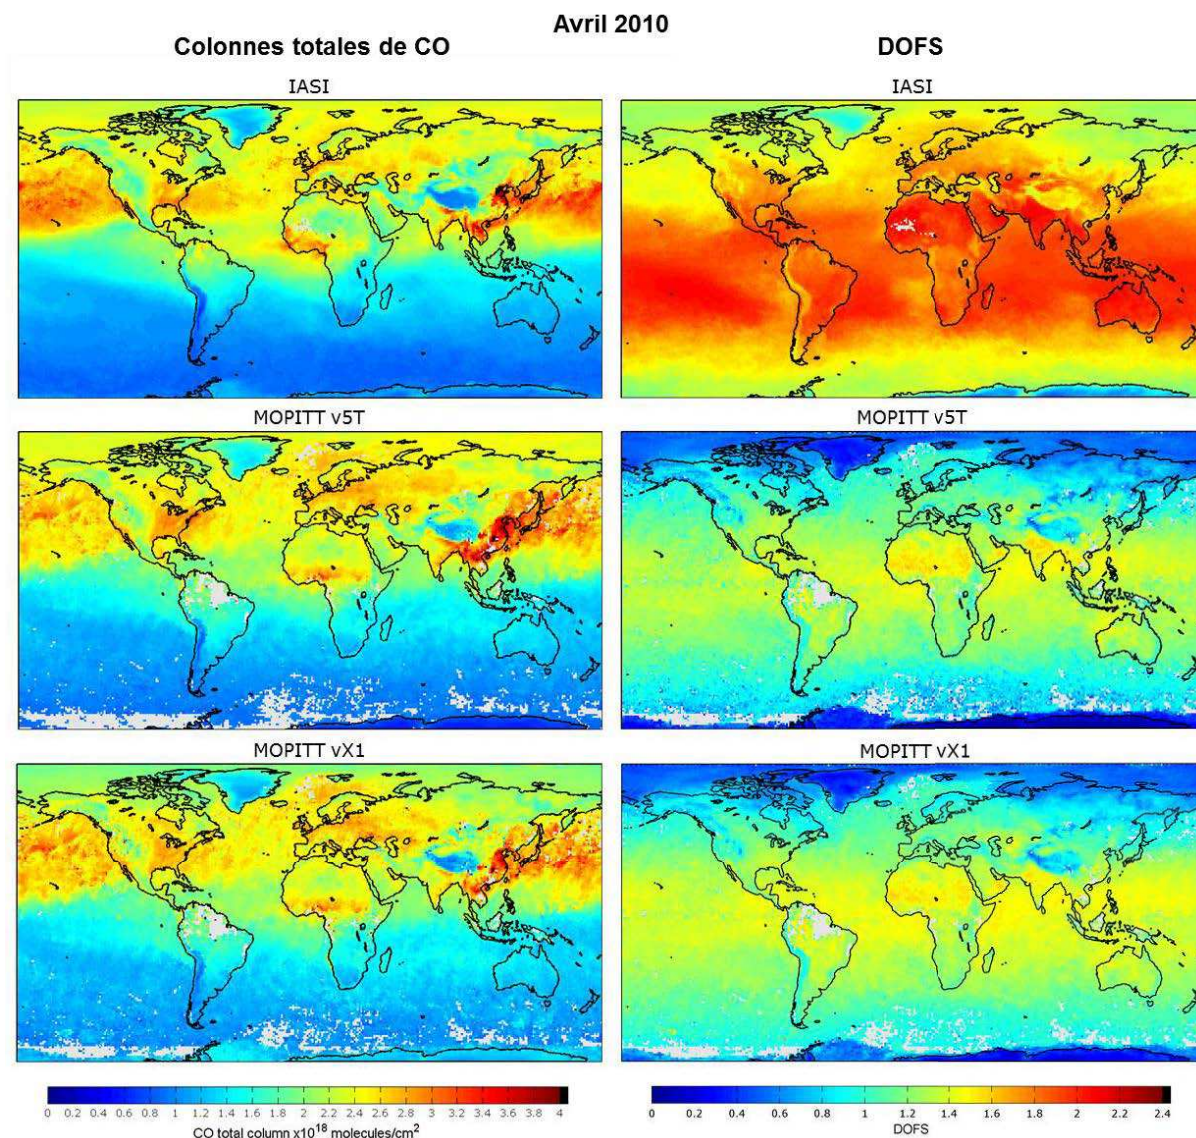 Avril 2010
Colonnes totales de CO
DOFS
IASI
IASI
MOPITT v5T
MOPITT v5T
MOPITT vX1
MOPITT vX1
0 0.2 0.4 0.6 0.8 1 1.2 1.4 1.6 1.8 2 2.2 2.4 2.6 2.8 3 3.2 3.4 3.6 3.8 4
CO total column x10¹⁸ molecules/cm²
0 0.2 0.4 0.6 0.8 1 1.2 1.4 1.6 1.8 2 2.2 2.4
DOFS